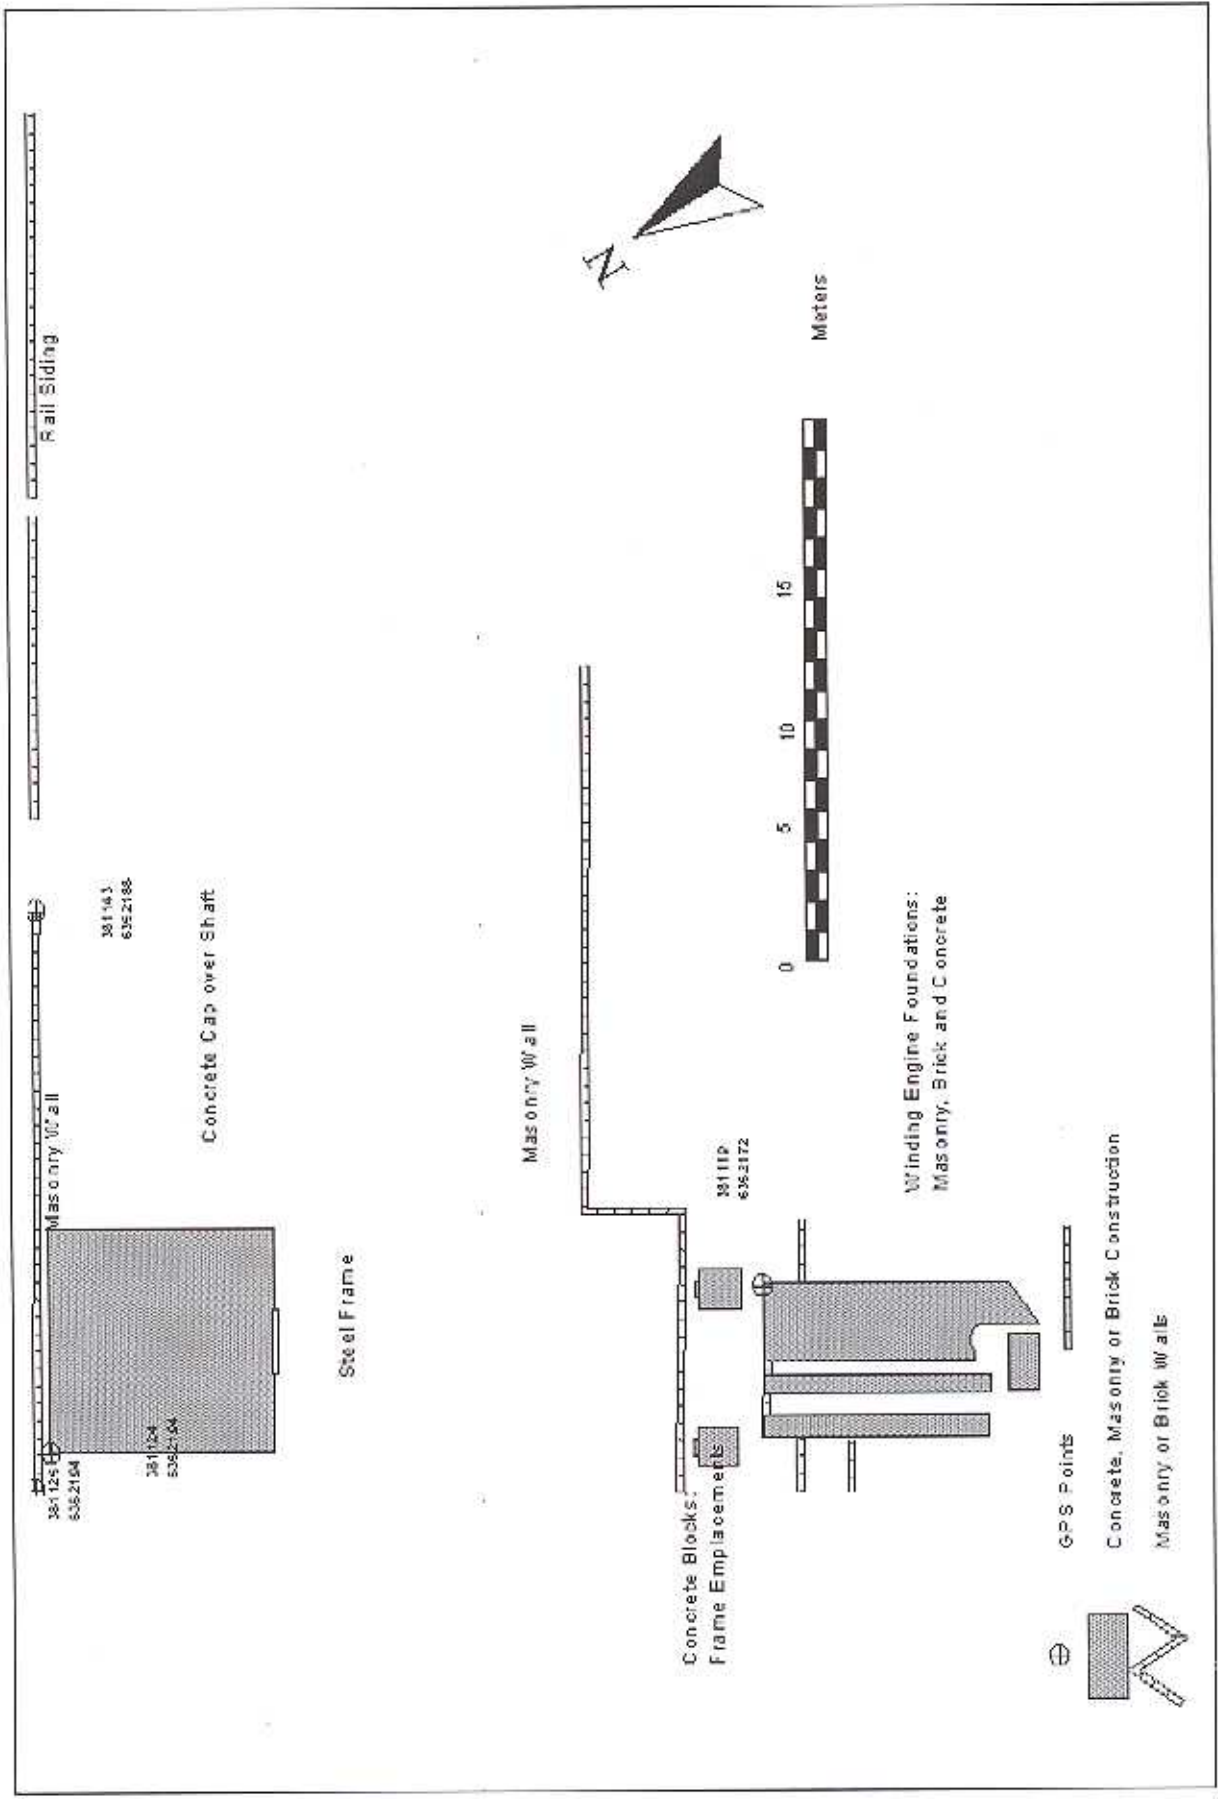 Masonry Wall
Rail Siding
6362194
381143
6362188
381124
6362194
Concrete Cap over Shaft
Steel Frame
Masonry Wall
N
Concrete Blocks:
Frame Emplacements
381119
6362172
0 5 10 15
Meters
Winding Engine Foundations:
Masonry, Brick and Concrete
GPS Points
Concrete, Masonry or Brick Construction
Masonry or Brick Walls